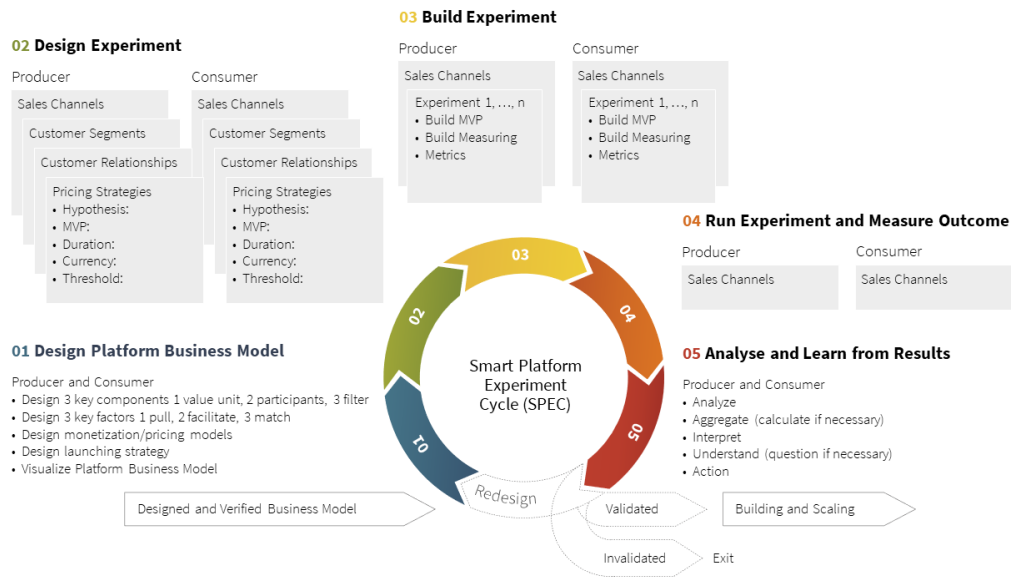 03 Build Experiment
Producer
Consumer
Sales Channels
Experiment 1, ..., n
• Build MVP
• Build Measuring
• Metrics
Sales Channels
Experiment 1, ..., n
• Build MVP
• Build Measuring
• Metrics
02 Design Experiment
Producer
Consumer
Sales Channels
Customer Segments
Customer Relationships
Pricing Strategies
• Hypothesis:
• MVP:
• Duration:
• Currency:
• Threshold:
Sales Channels
Customer Segments
Customer Relationships
Pricing Strategies
• Hypothesis:
• MVP:
• Duration:
• Currency:
• Threshold:
04 Run Experiment and Measure Outcome
Producer
Consumer
Sales Channels
Sales Channels
01 Design Platform Business Model
Producer and Consumer
• Design 3 key components 1 value unit, 2 participants, 3 filter
• Design 3 key factors 1 pull, 2 facilitate, 3 match
• Design monetization/pricing models
• Design launching strategy
• Visualize Platform Business Model
01
02
03
04
05
Smart Platform
Experiment
Cycle (SPEC)
Redesign
05 Analyse and Learn from Results
Producer and Consumer
• Analyze
• Aggregate (calculate if necessary)
• Interpret
• Understand (question if necessary)
• Action
Designed and Verified Business Model
Validated
Building and Scaling
Invalidated
Exit